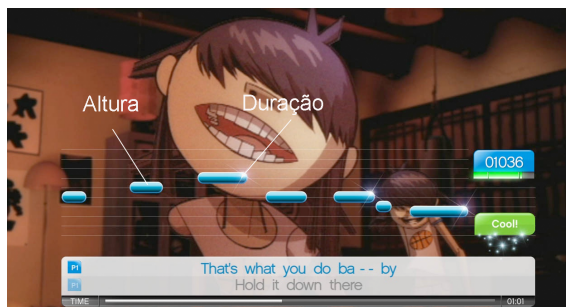 Altura
Duração
01036
Cool!
P1
That's what you do ba - - by
P1
Hold it down there
TIME
01:01